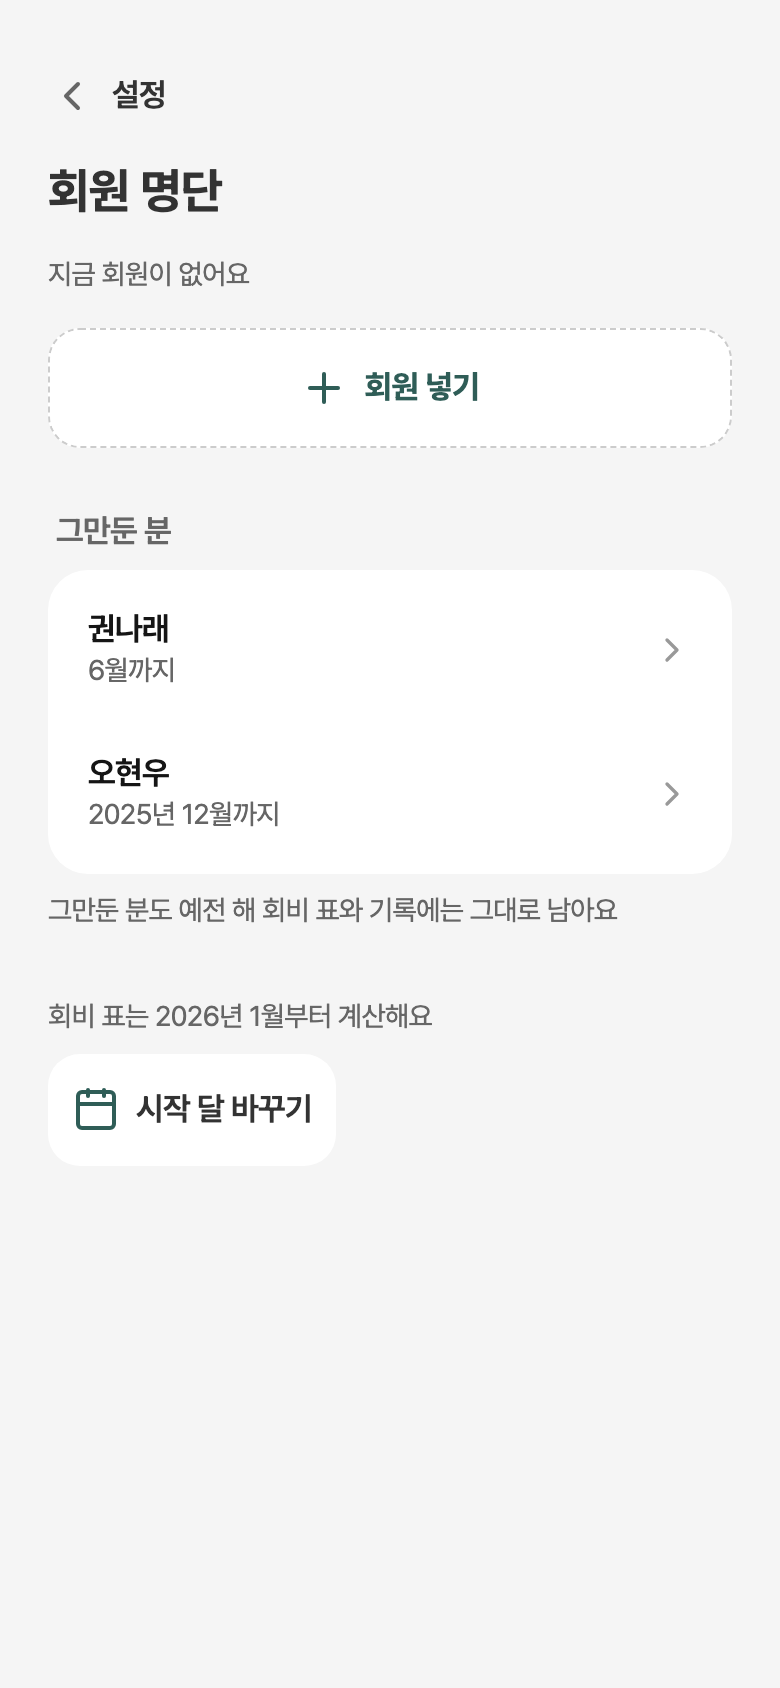 설정
회원 명단
지금 회원이 없어요
회원 넣기
그만둔 분
권나래
6월까지
오현우
2025년 12월까지
그만둔 분도 예전 해 회비 표와 기록에는 그대로 남아요
회비 표는 2026년 1월부터 계산해요
시작 달 바꾸기